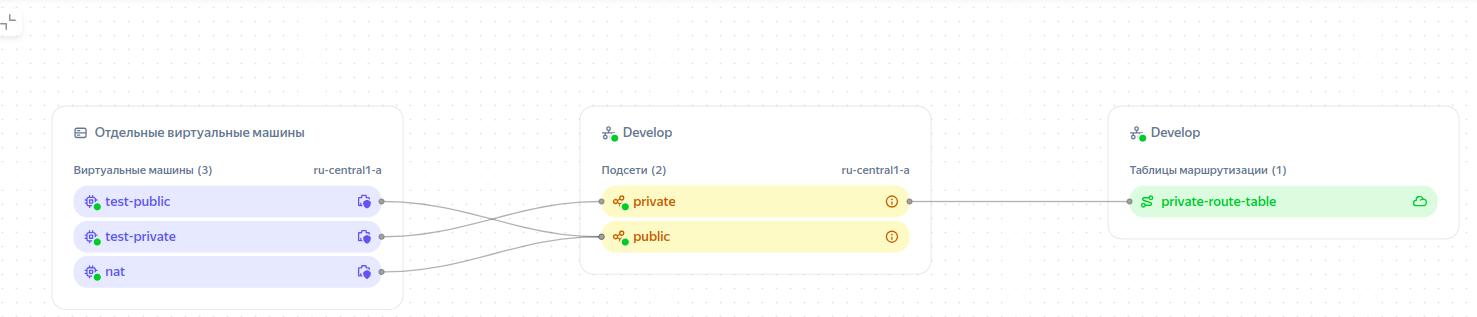 Отдельные виртуальные машины
Виртуальные машины (3) ru-central1-a
test-public
test-private
nat
Develop
Подсети (2) ru-central1-a
private
public
Develop
Таблицы маршрутизации (1)
private-route-table